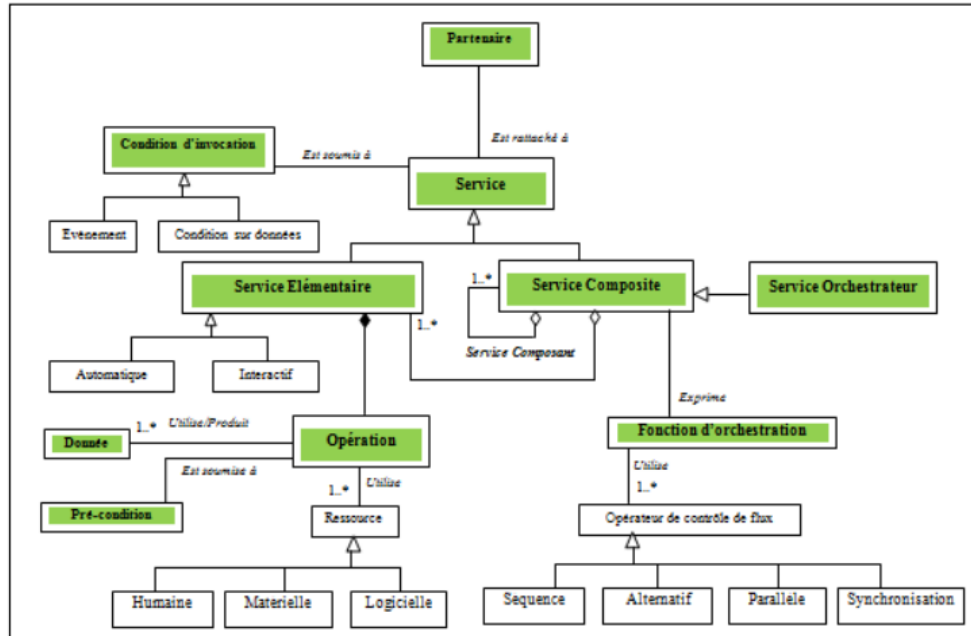 Partenaire
Est rattaché à
Condition d'invocation
Est soumis à
Service
Evénement
Condition sur données
Service Elémentaire
1..*
Service Composite
Service Orchestrateur
1..*
Service Composant
Automatique
Interactif
Exprime
Donnée
1..*
Utilise/Produit
Opération
Fonction d'orchestration
Est soumise à
Utilise
Utilise
Pré-condition
1..*
1..*
Ressource
Opérateur de contrôle de flux
Humaine
Materielle
Logicielle
Sequence
Alternatif
Parallele
Synchronisation